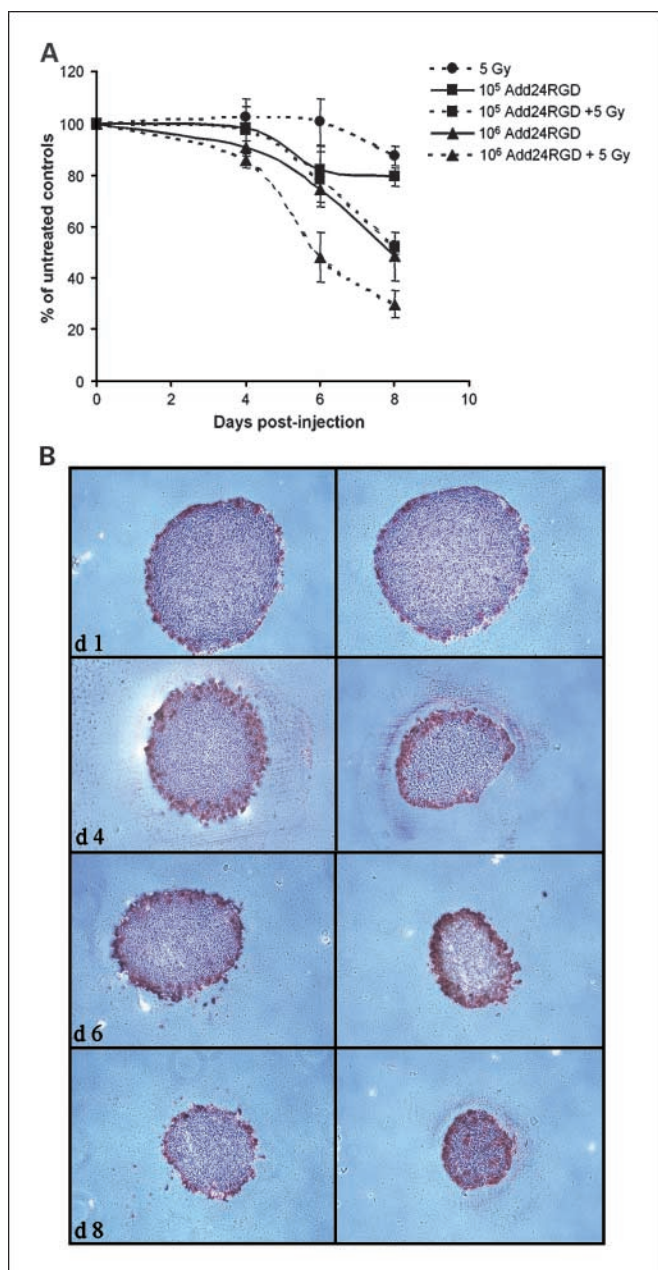 A
% of untreated controls
120
100
80
60
40
20
0
0 2 4 6 8 10
Days post-injection
5 Gy
10⁵ Add24RGD
10⁵ Add24RGD +5 Gy
10⁶ Add24RGD
10⁶ Add24RGD + 5 Gy
B
d 1
d 4
d 6
d 8